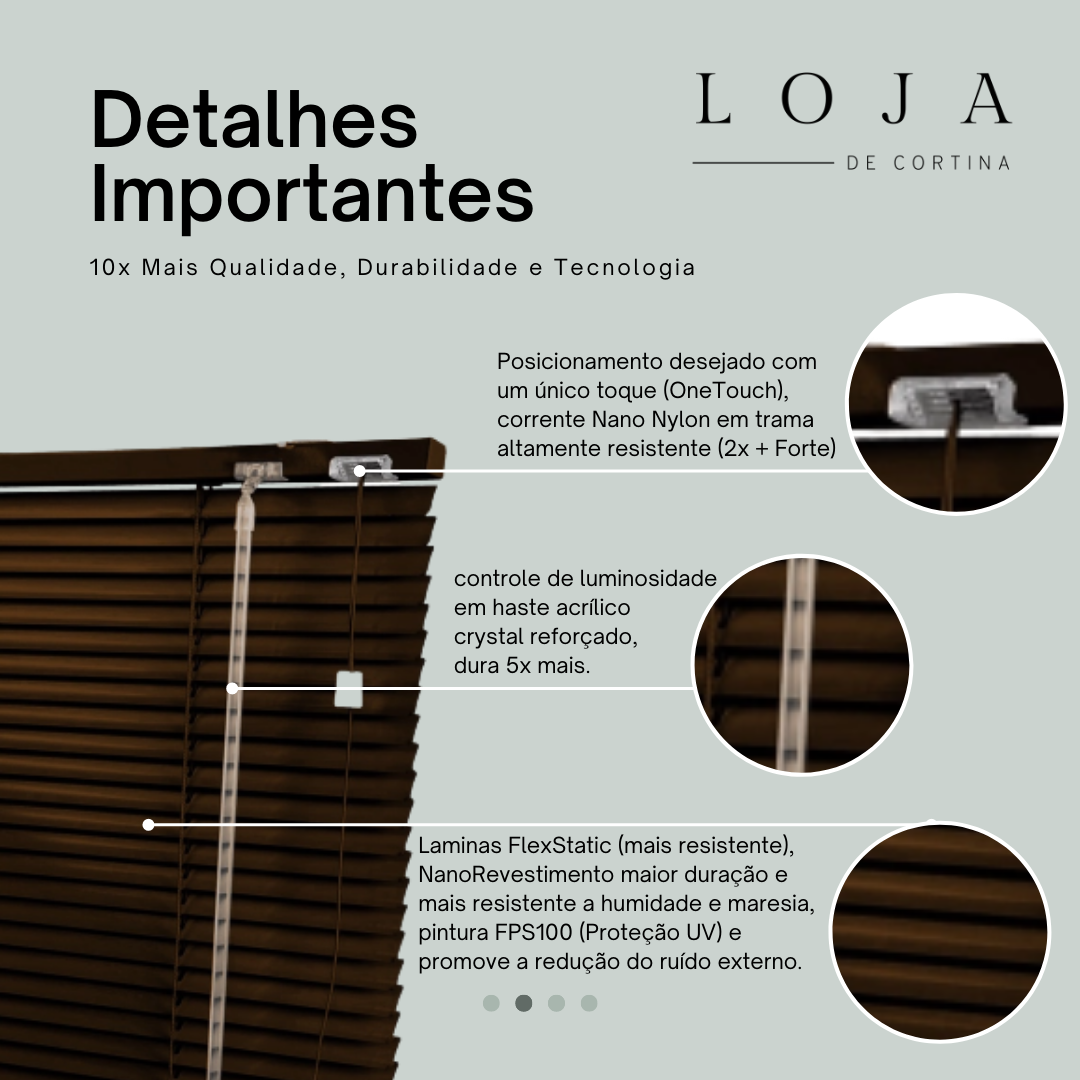 Detalhes
Importantes
10x Mais Qualidade, Durabilidade e Tecnologia
LOJA
DE CORTINA
Posicionamento desejado com
um único toque (OneTouch),
corrente Nano Nylon em trama
altamente resistente (2x + Forte)
controle de luminosidade
em haste acrílico
crystal reforçado,
dura 5x mais.
Laminas FlexStatic (mais resistente),
NanoRevestimento maior duração e
mais resistente a humidade e maresia,
pintura FPS100 (Proteção UV) e
promove a redução do ruído externo.